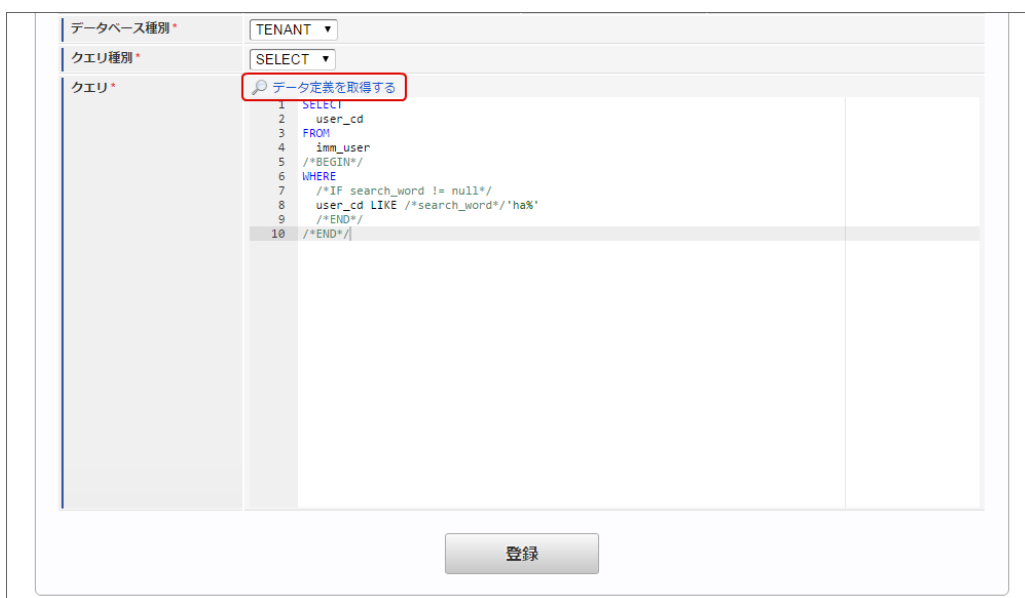 データベース種別*
TENANT ▼
クエリ種別*
SELECT ▼
クエリ*
データ定義を取得する
1 SELECT
2   user_cd
3 FROM
4   imm_user
5 /*BEGIN*/
6 WHERE
7   /*IF search_word != null*/
8   user_cd LIKE /*search_word*/'ha%'
9   /*END*/
10 /*END*/
登録